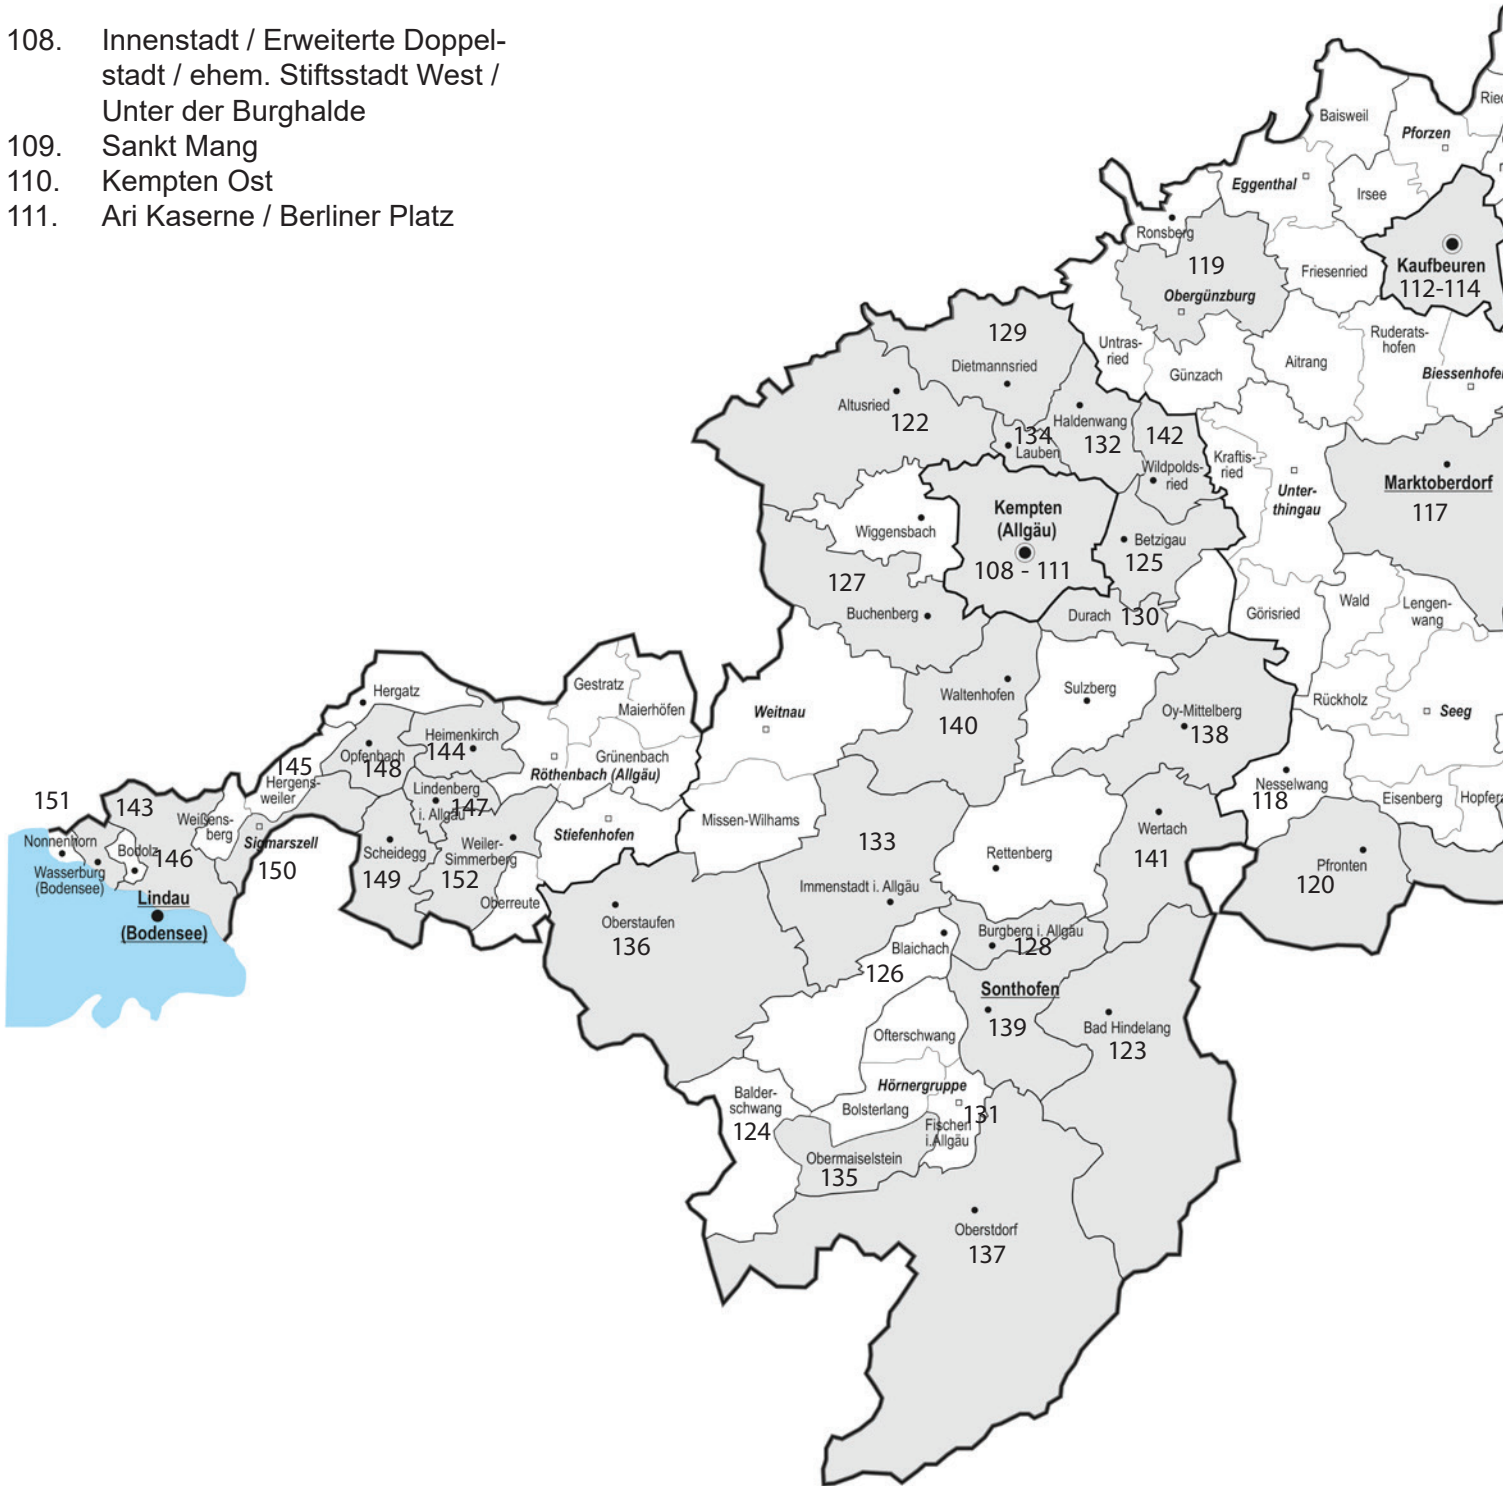 108. Innenstadt / Erweiterte Doppel-
stadt / ehem. Stiftsstadt West /
Unter der Burghalde
109. Sankt Mang
110. Kempten Ost
111. Ari Kaserne / Berliner Platz
Baisweil
Pforzen
Eggenthal
Irsee
Ronsberg
119
Obergünzburg
Friesenried
Kaufbeuren
112-114
129
Dietmannsried
Untras-
ried
Günzach
Aitrang
Ruderats-
hofen
Altusried
122
Haldenwang
132
134
Lauben
142
Wildpolds-
ried
Kraftis-
ried
Unter-
thingau
Marktoberdorf
117
Wiggensbach
Kempten
(Allgäu)
108 - 111
Betzigau
125
127
Buchenberg
Durach
130
Görisried
Wald
Lengen-
wang
Hergatz
Gestratz
Maierhöfen
Weitnau
Waltenhofen
140
Sulzberg
Oy-Mittelberg
138
Rückholz
Seeg
145
Hergens-
weiler
Opfenbach
148
Heimenkirch
144
Grünenbach
Röthenbach (Allgäu)
Lindenberg
i. Allgäu
147
Nesselwang
118
Eisenberg
151
143
Nonnenhorn
Wasserburg
(Bodensee)
Bodolz
146
Weißens-
berg
Sigmarszell
150
Scheidegg
149
Weiler-
Simmerberg
152
Stiefenhofen
Missen-Wilhams
133
Immenstadt i. Allgäu
Rettenberg
Wertach
141
Pfronten
120
Lindau
(Bodensee)
Oberreute
Oberstaufen
136
Blaichach
126
Burgberg i. Allgäu
128
Sonthofen
139
Bad Hindelang
123
Ofterschwang
Hörnergruppe
Balder-
schwang
124
Bolsterlang
131
Fischen
i.Allgäu
Obermaiselstein
135
Oberstdorf
137